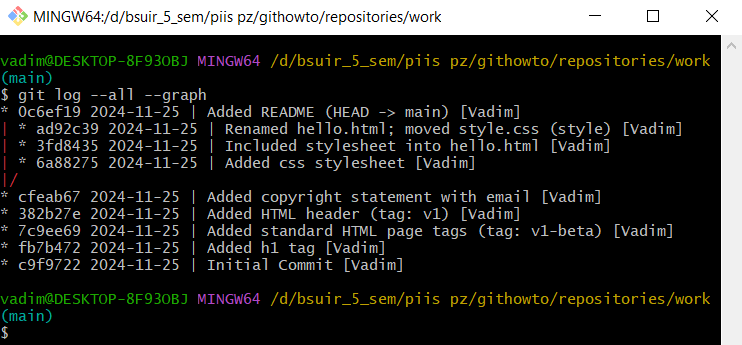 MINGW64:/d/bsuir_5_sem/piis pz/githowto/repositories/work
vadim@DESKTOP-8F93OBJ MINGW64 /d/bsuir_5_sem/piis pz/githowto/repositories/work
(main)
$ git log --all --graph
* 0c6ef19 2024-11-25 | Added README (HEAD -> main) [Vadim]
| * ad92c39 2024-11-25 | Renamed hello.html; moved style.css (style) [Vadim]
| * 3fd8435 2024-11-25 | Included stylesheet into hello.html [Vadim]
| * 6a88275 2024-11-25 | Added css stylesheet [Vadim]
|/
* cfeab67 2024-11-25 | Added copyright statement with email [Vadim]
* 382b27e 2024-11-25 | Added HTML header (tag: v1) [Vadim]
* 7c9ee69 2024-11-25 | Added standard HTML page tags (tag: v1-beta) [Vadim]
* fb7b472 2024-11-25 | Added h1 tag [Vadim]
* c9f9722 2024-11-25 | Initial Commit [Vadim]
vadim@DESKTOP-8F93OBJ MINGW64 /d/bsuir_5_sem/piis pz/githowto/repositories/work
(main)
$